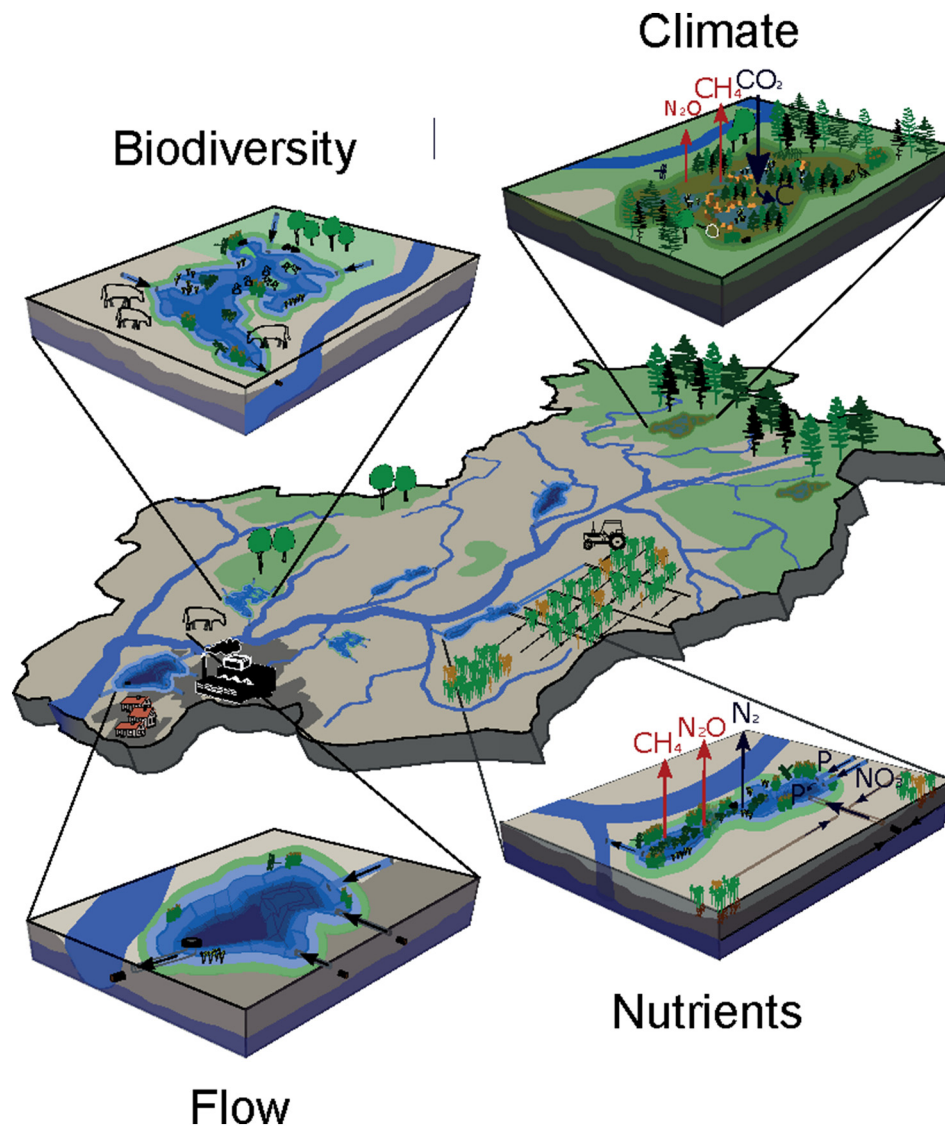 Climate
CO₂
CH₄
N₂O
C
Biodiversity
N₂
N₂O
CH₄
P
NO₃
P
Nutrients
Flow